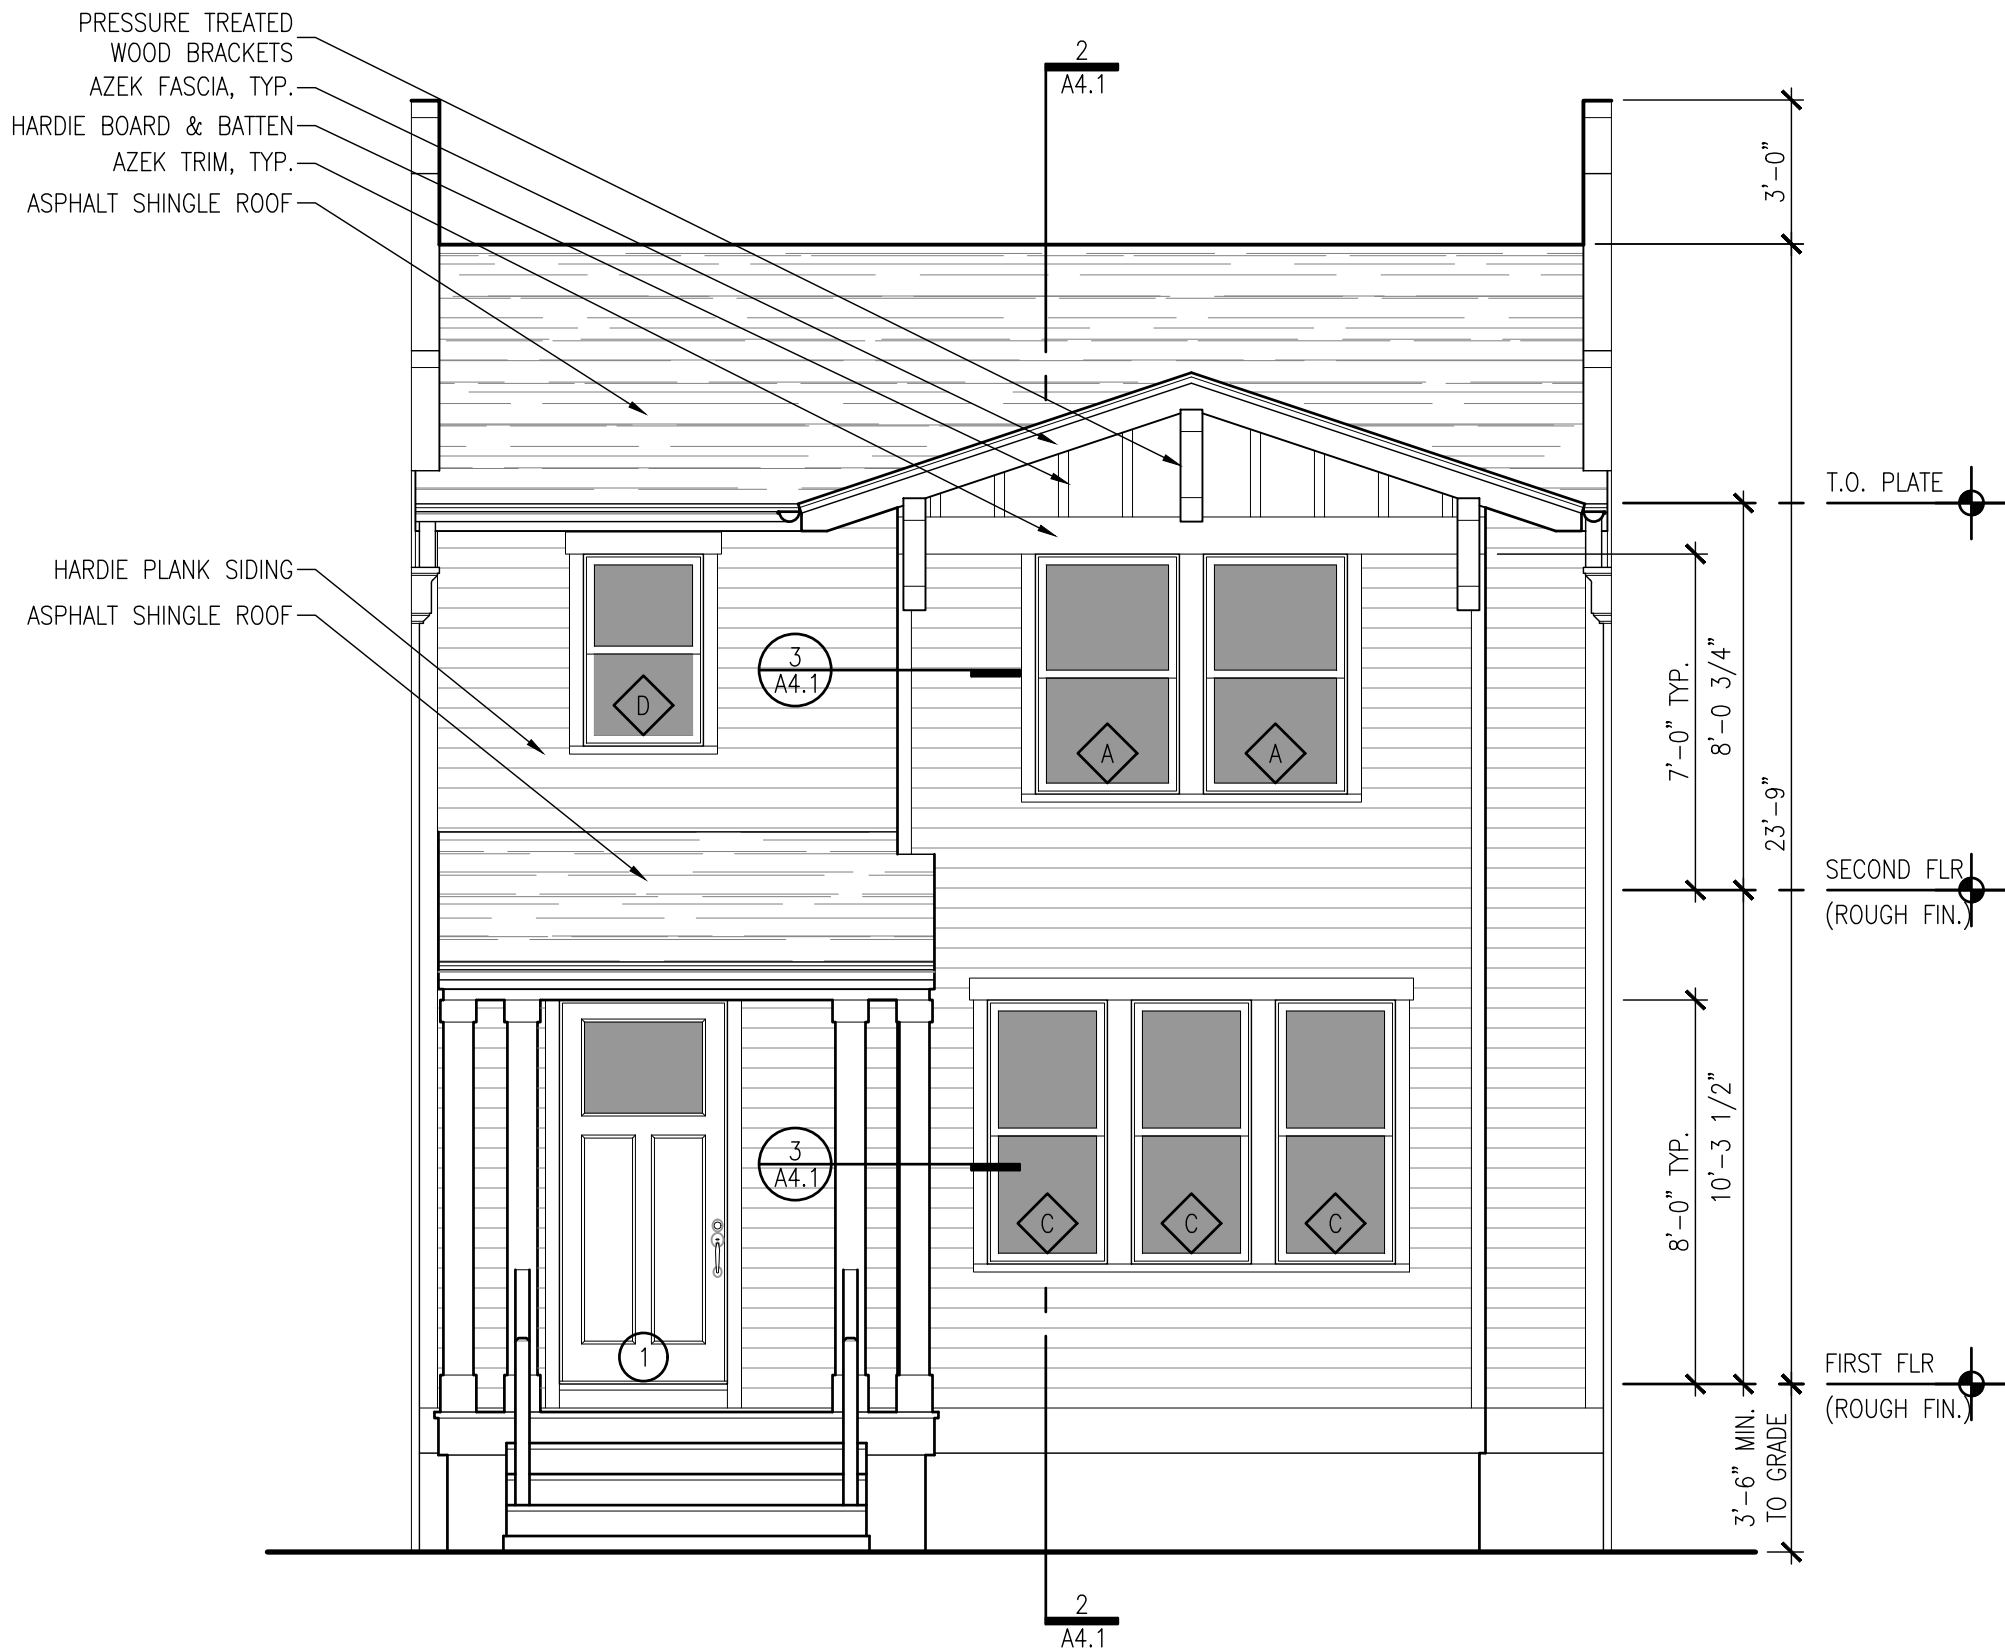 PRESSURE TREATED
WOOD BRACKETS
AZEK FASCIA, TYP.
HARDIE BOARD & BATTEN
AZEK TRIM, TYP.
ASPHALT SHINGLE ROOF
2
A4.1
3'-0"
T.O. PLATE
HARDIE PLANK SIDING
ASPHALT SHINGLE ROOF
3
A4.1
D
A
A
7'-0" TYP.
8'-0 3/4"
23'-9"
SECOND FLR
(ROUGH FIN.)
3
A4.1
C
C
C
8'-0" TYP.
10'-3 1/2"
1
FIRST FLR
(ROUGH FIN.)
3'-6" MIN.
TO GRADE
2
A4.1